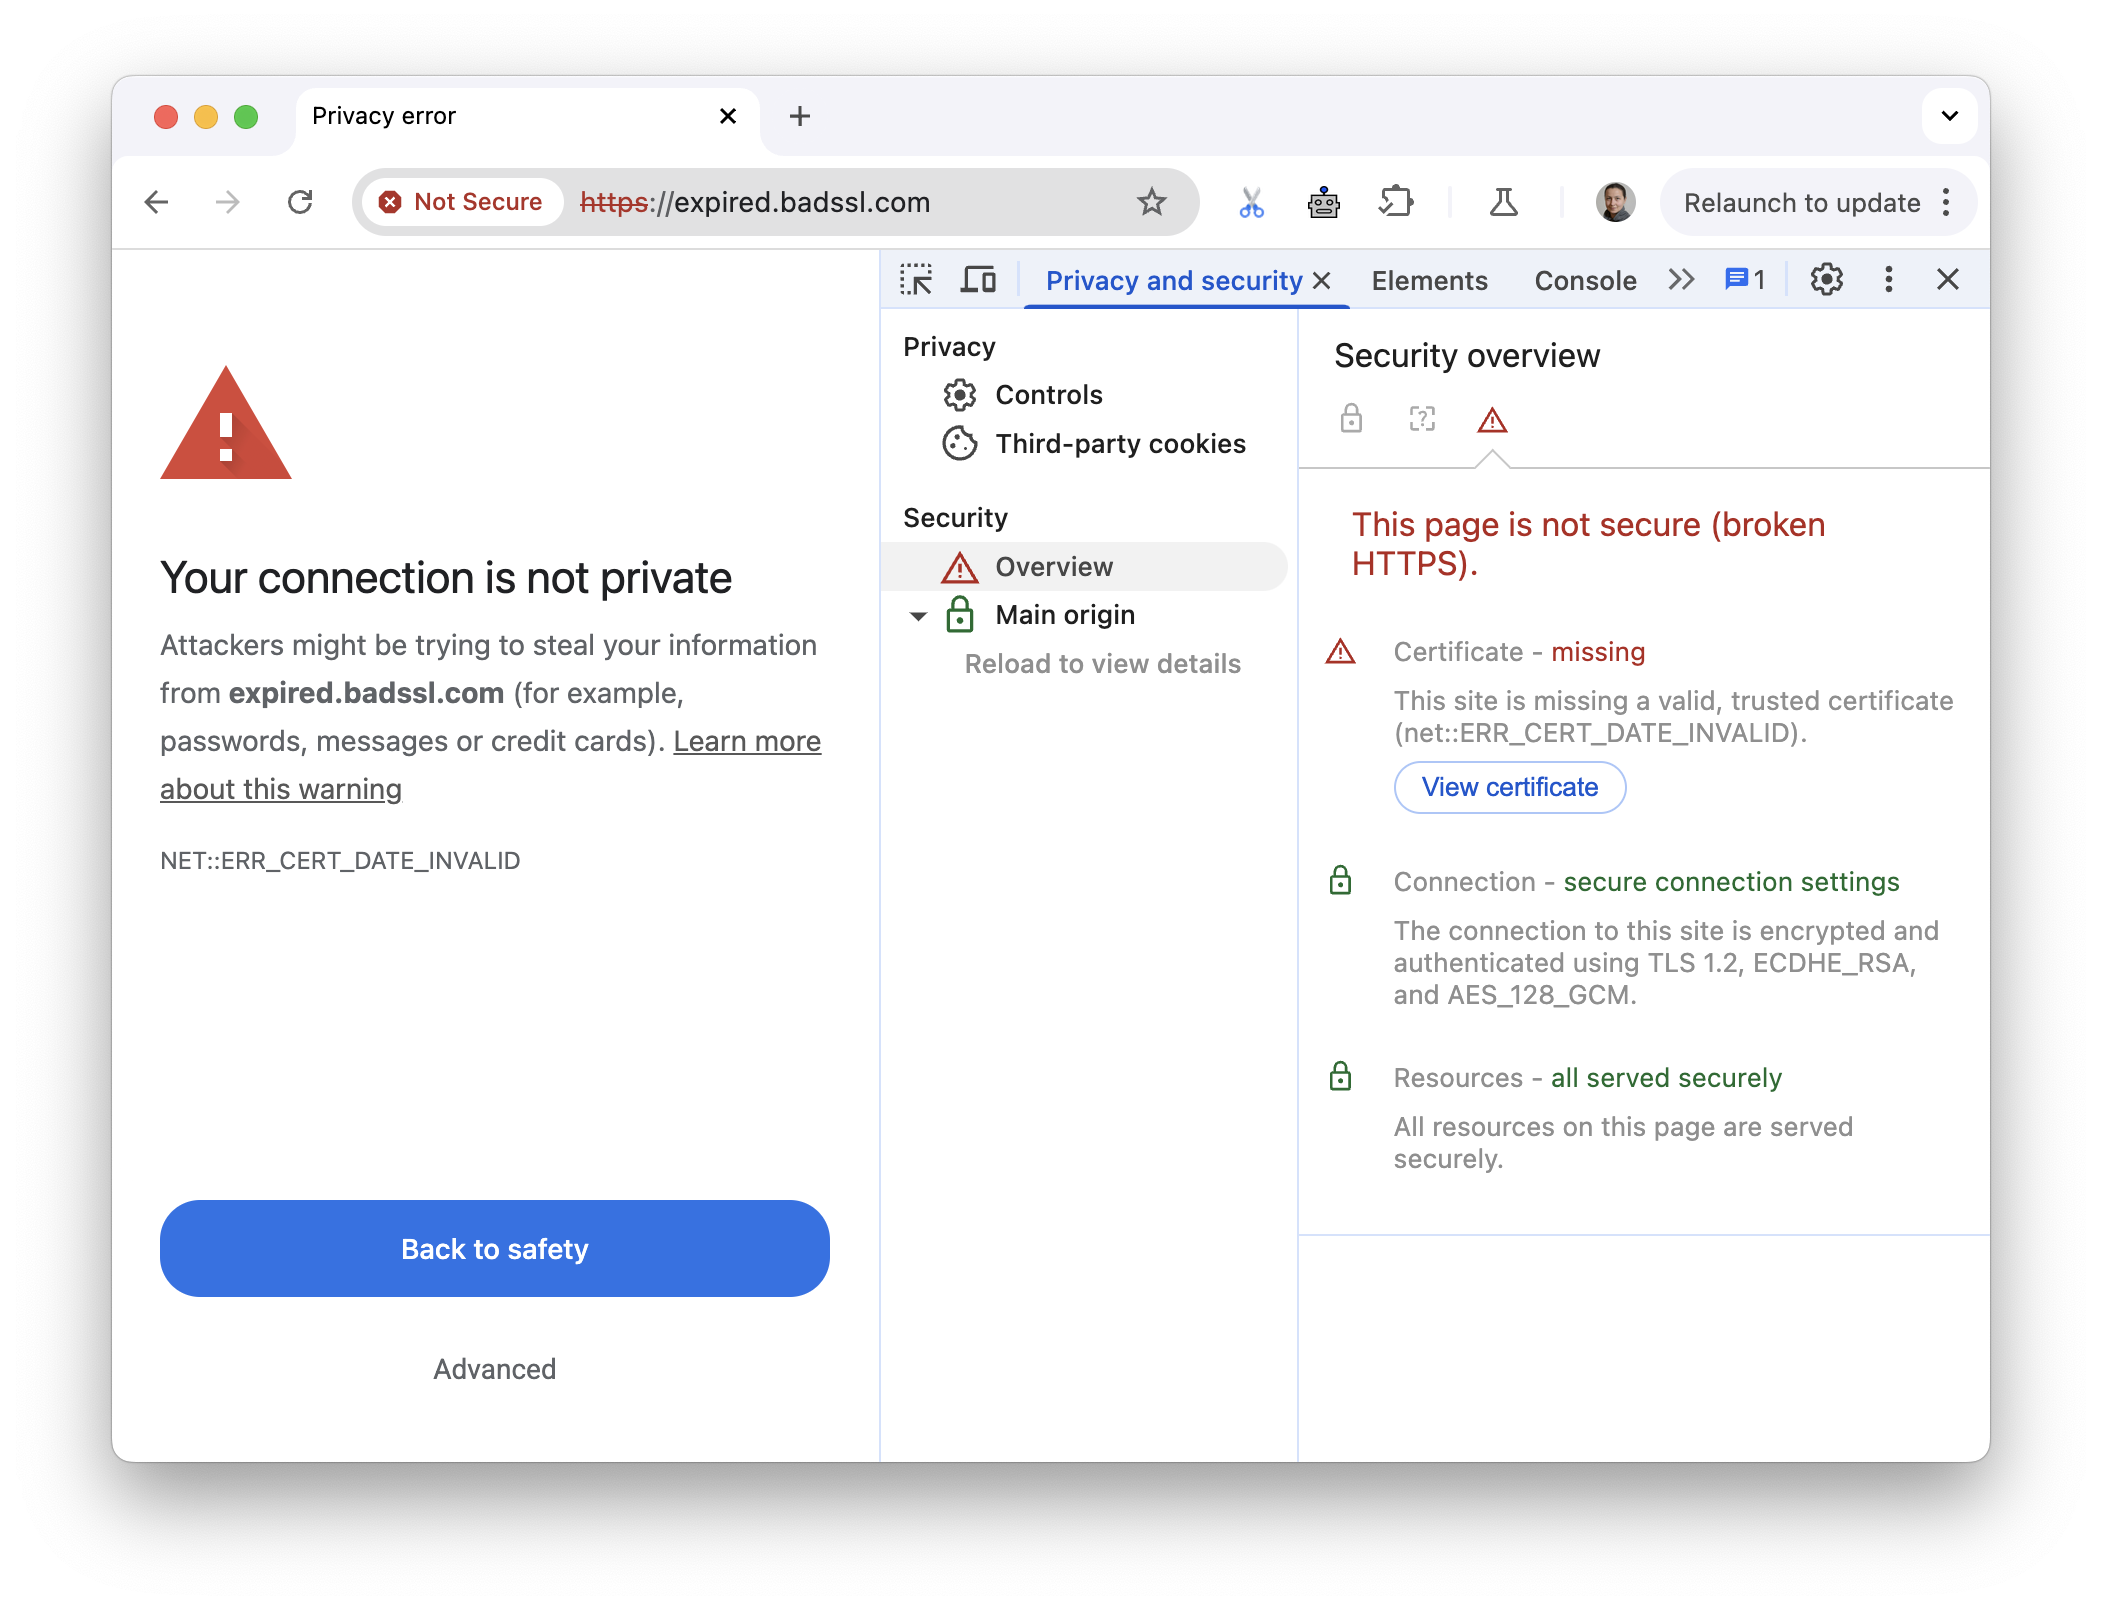 Privacy error
Not Secure https://expired.badssl.com
Relaunch to update
Your connection is not private
Attackers might be trying to steal your information
from expired.badssl.com (for example,
passwords, messages or credit cards). Learn more
about this warning
NET::ERR_CERT_DATE_INVALID
Back to safety
Advanced
Privacy and security
Elements
Console
1
Privacy
Controls
Third-party cookies
Security
Overview
Main origin
Reload to view details
Security overview
This page is not secure (broken
HTTPS).
Certificate - missing
This site is missing a valid, trusted certificate
(net::ERR_CERT_DATE_INVALID).
View certificate
Connection - secure connection settings
The connection to this site is encrypted and
authenticated using TLS 1.2, ECDHE_RSA,
and AES_128_GCM.
Resources - all served securely
All resources on this page are served
securely.